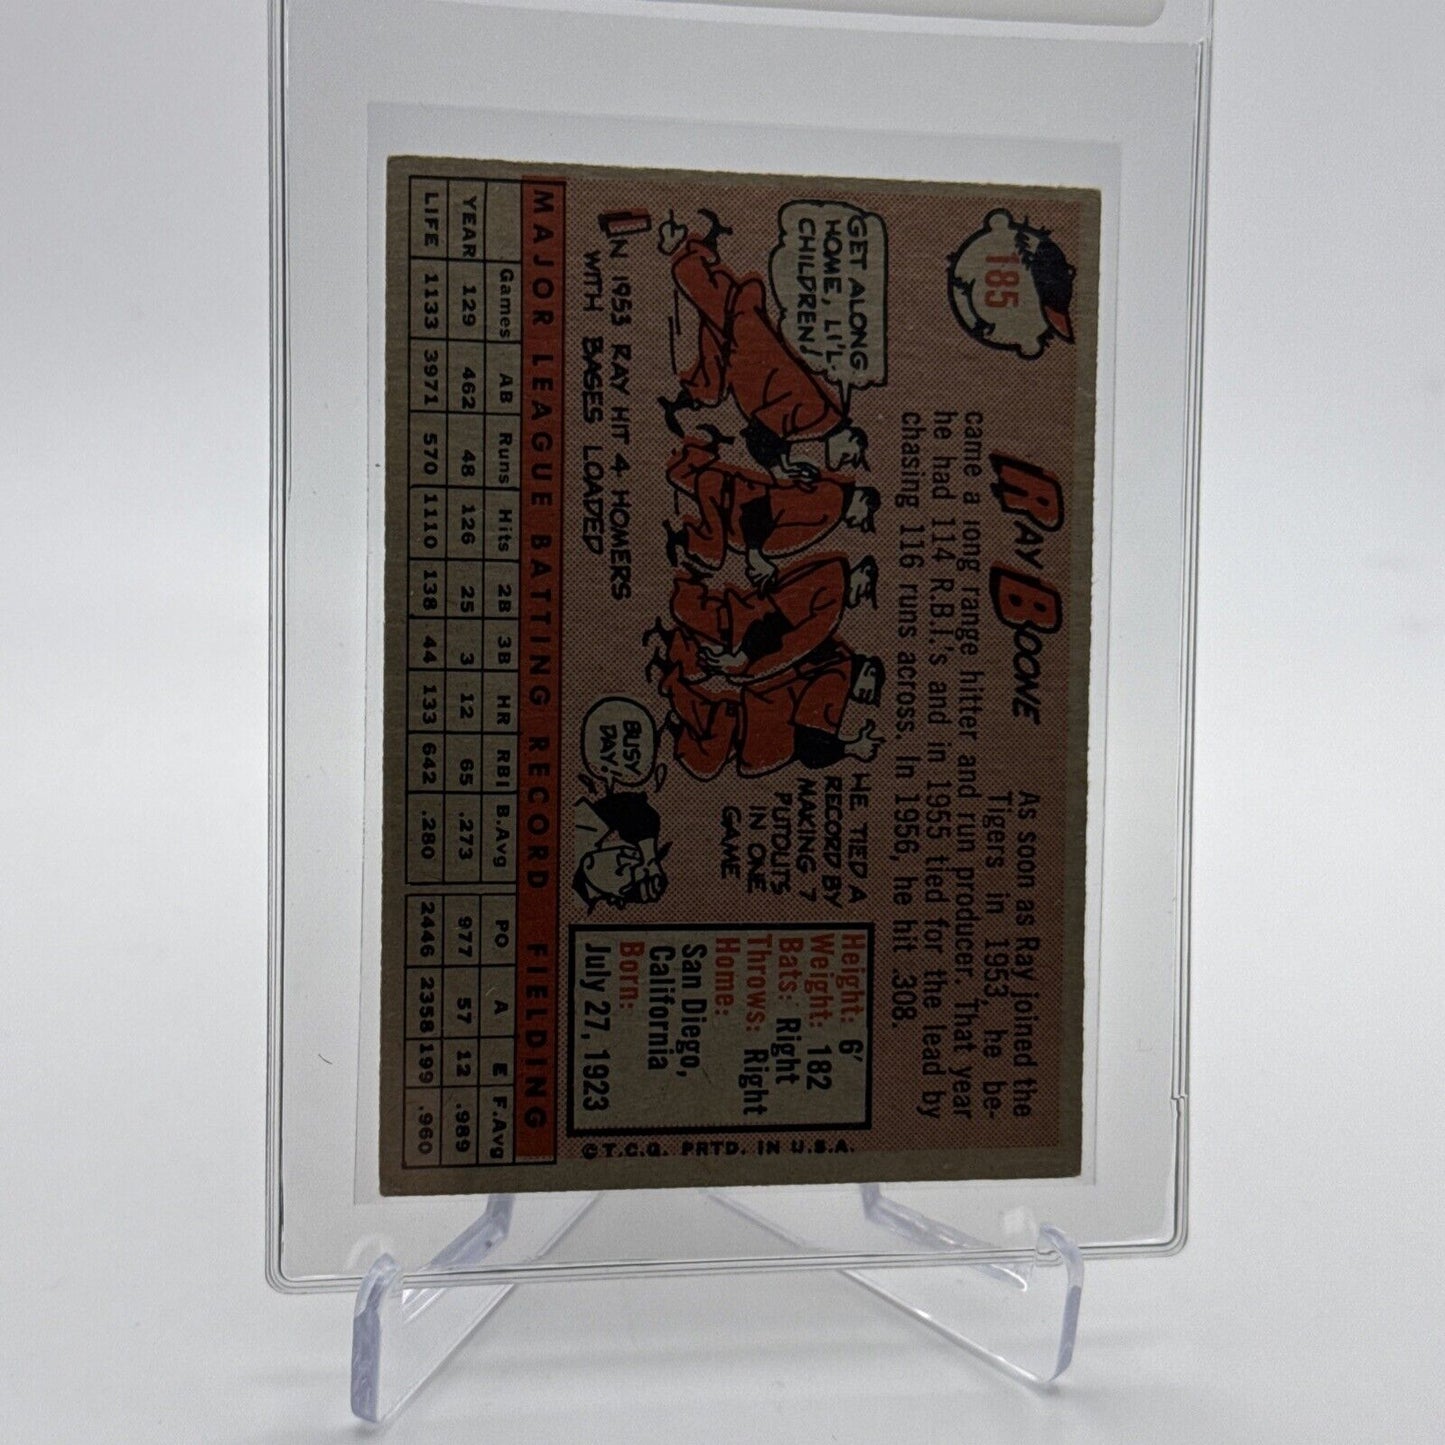 185
RAY BOONE
As soon as Ray joined the
Tigers in 1953, he be-
came a long range hitter and run producer. That year
he had 114 R.B.I.'s and in 1955 tied for the lead by
chasing 116 runs across. In 1956, he hit .308.
GET ALONG
HOME, LI'L
CHILDREN!
HE TIED A
RECORD BY
MAKING 7
PUTOUTS
IN ONE
GAME
IN 1953 RAY HIT 4 HOMERS
WITH BASES LOADED
BUSY
DAY!
Height: 6'
Weight: 182
Bats: Right
Throws: Right
Home:
San Diego,
California
Born:
July 27, 1923
©T.C.G. PRTD. IN U.S.A.
MAJOR LEAGUE BATTING RECORD FIELDING
Games AB Runs Hits 2B 3B HR RBI B.Avg PO A E F.Avg
YEAR 129 462 48 126 25 3 12 65 .273 977 57 12 .989
LIFE 1133 3971 570 1110 138 44 133 642 .280 2446 2358 199 .960